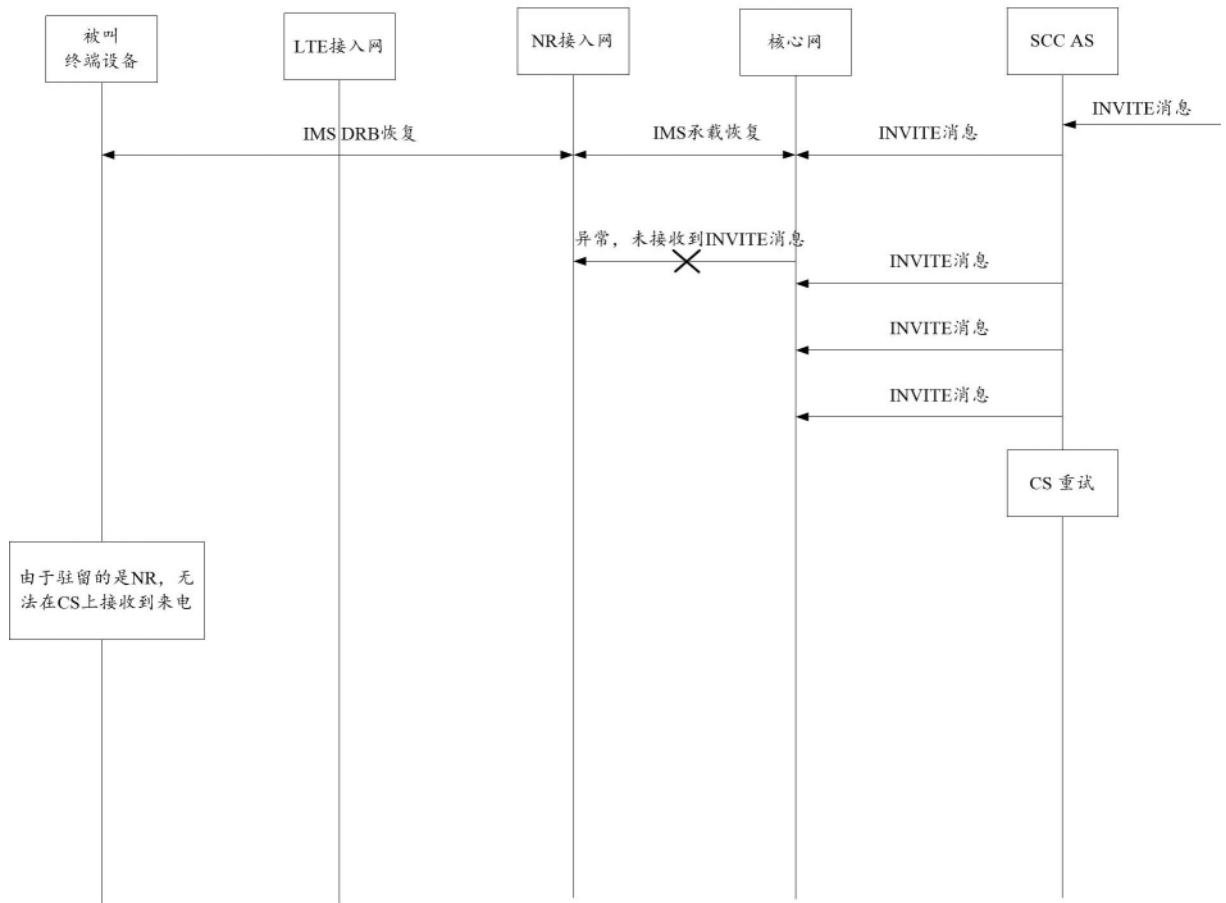 被叫
终端设备
LTE接入网
NR接入网
核心网
SCC AS
INVITE消息
IMS DRB恢复
IMS承载恢复
INVITE消息
异常，未接收到INVITE消息
INVITE消息
INVITE消息
INVITE消息
CS 重试
由于驻留的是NR，无
法在CS上接收到来电